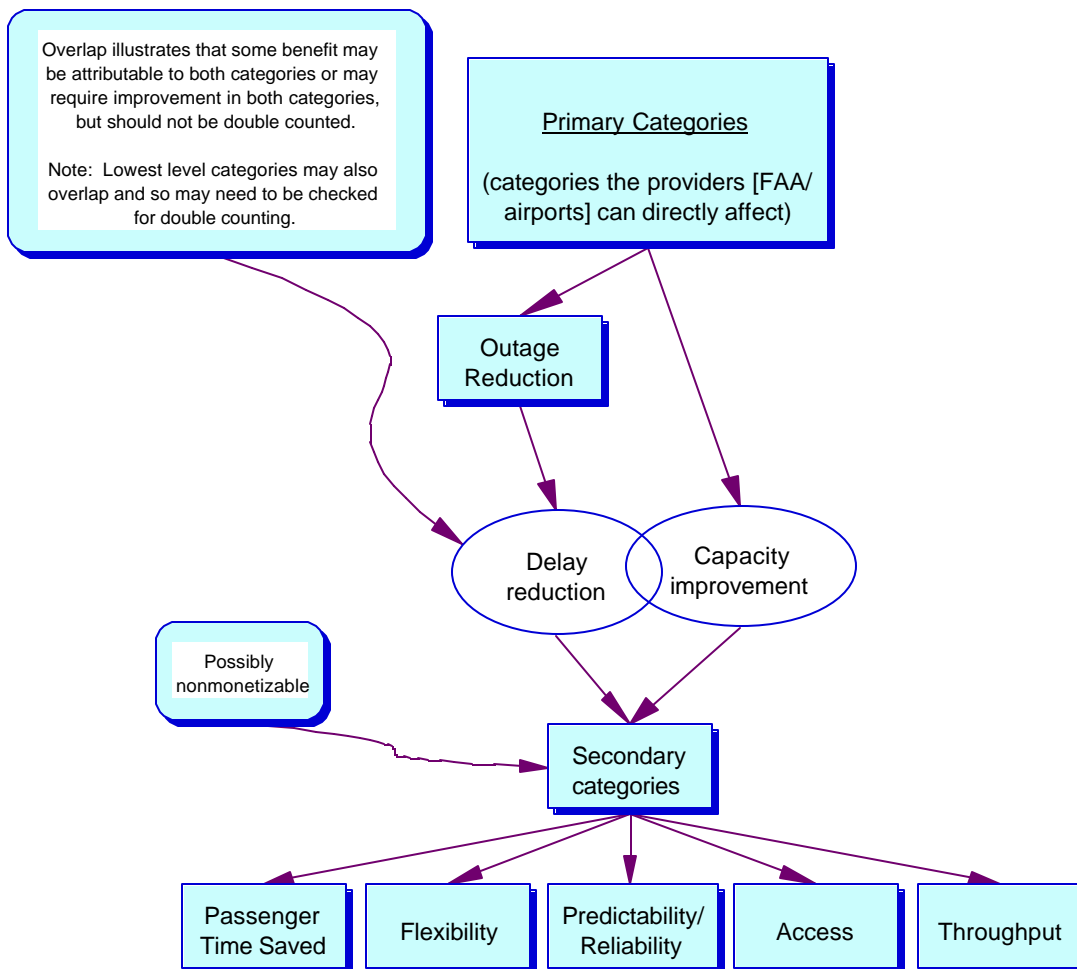 Overlap illustrates that some benefit may
be attributable to both categories or may
require improvement in both categories,
but should not be double counted.
Note: Lowest level categories may also
overlap and so may need to be checked
for double counting.
Primary Categories
(categories the providers [FAA/
airports] can directly affect)
Outage
Reduction
Delay
reduction
Capacity
improvement
Possibly
nonmonetizable
Secondary
categories
Passenger
Time Saved
Flexibility
Predictability/
Reliability
Access
Throughput